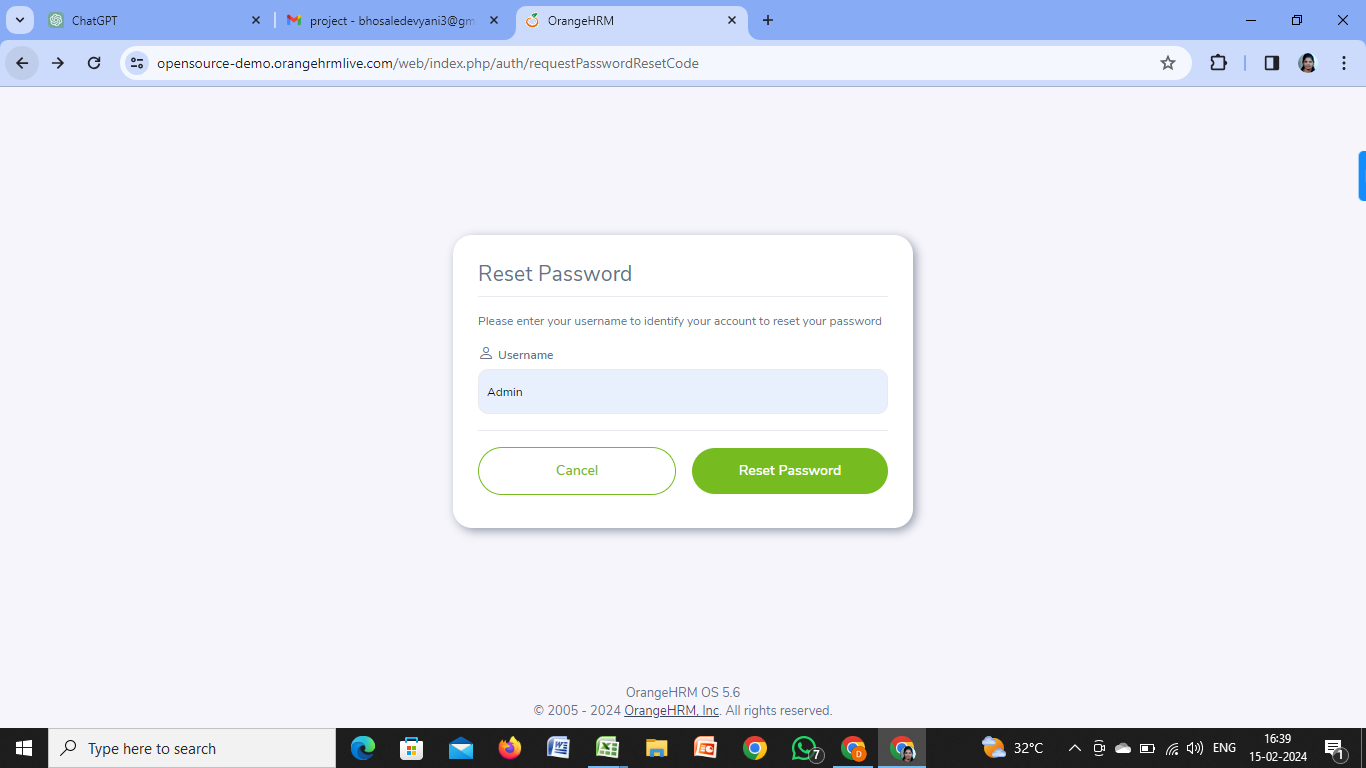 ChatGPT
project - bhosaledevyani3@gm
OrangeHRM
opensource-demo.orangehrmlive.com/web/index.php/auth/requestPasswordResetCode
Reset Password
Please enter your username to identify your account to reset your password
Username
Admin
Cancel
Reset Password
OrangeHRM OS 5.6
© 2005 - 2024 OrangeHRM, Inc. All rights reserved.
Type here to search
7
D
32°C
ENG
16:39
15-02-2024
1